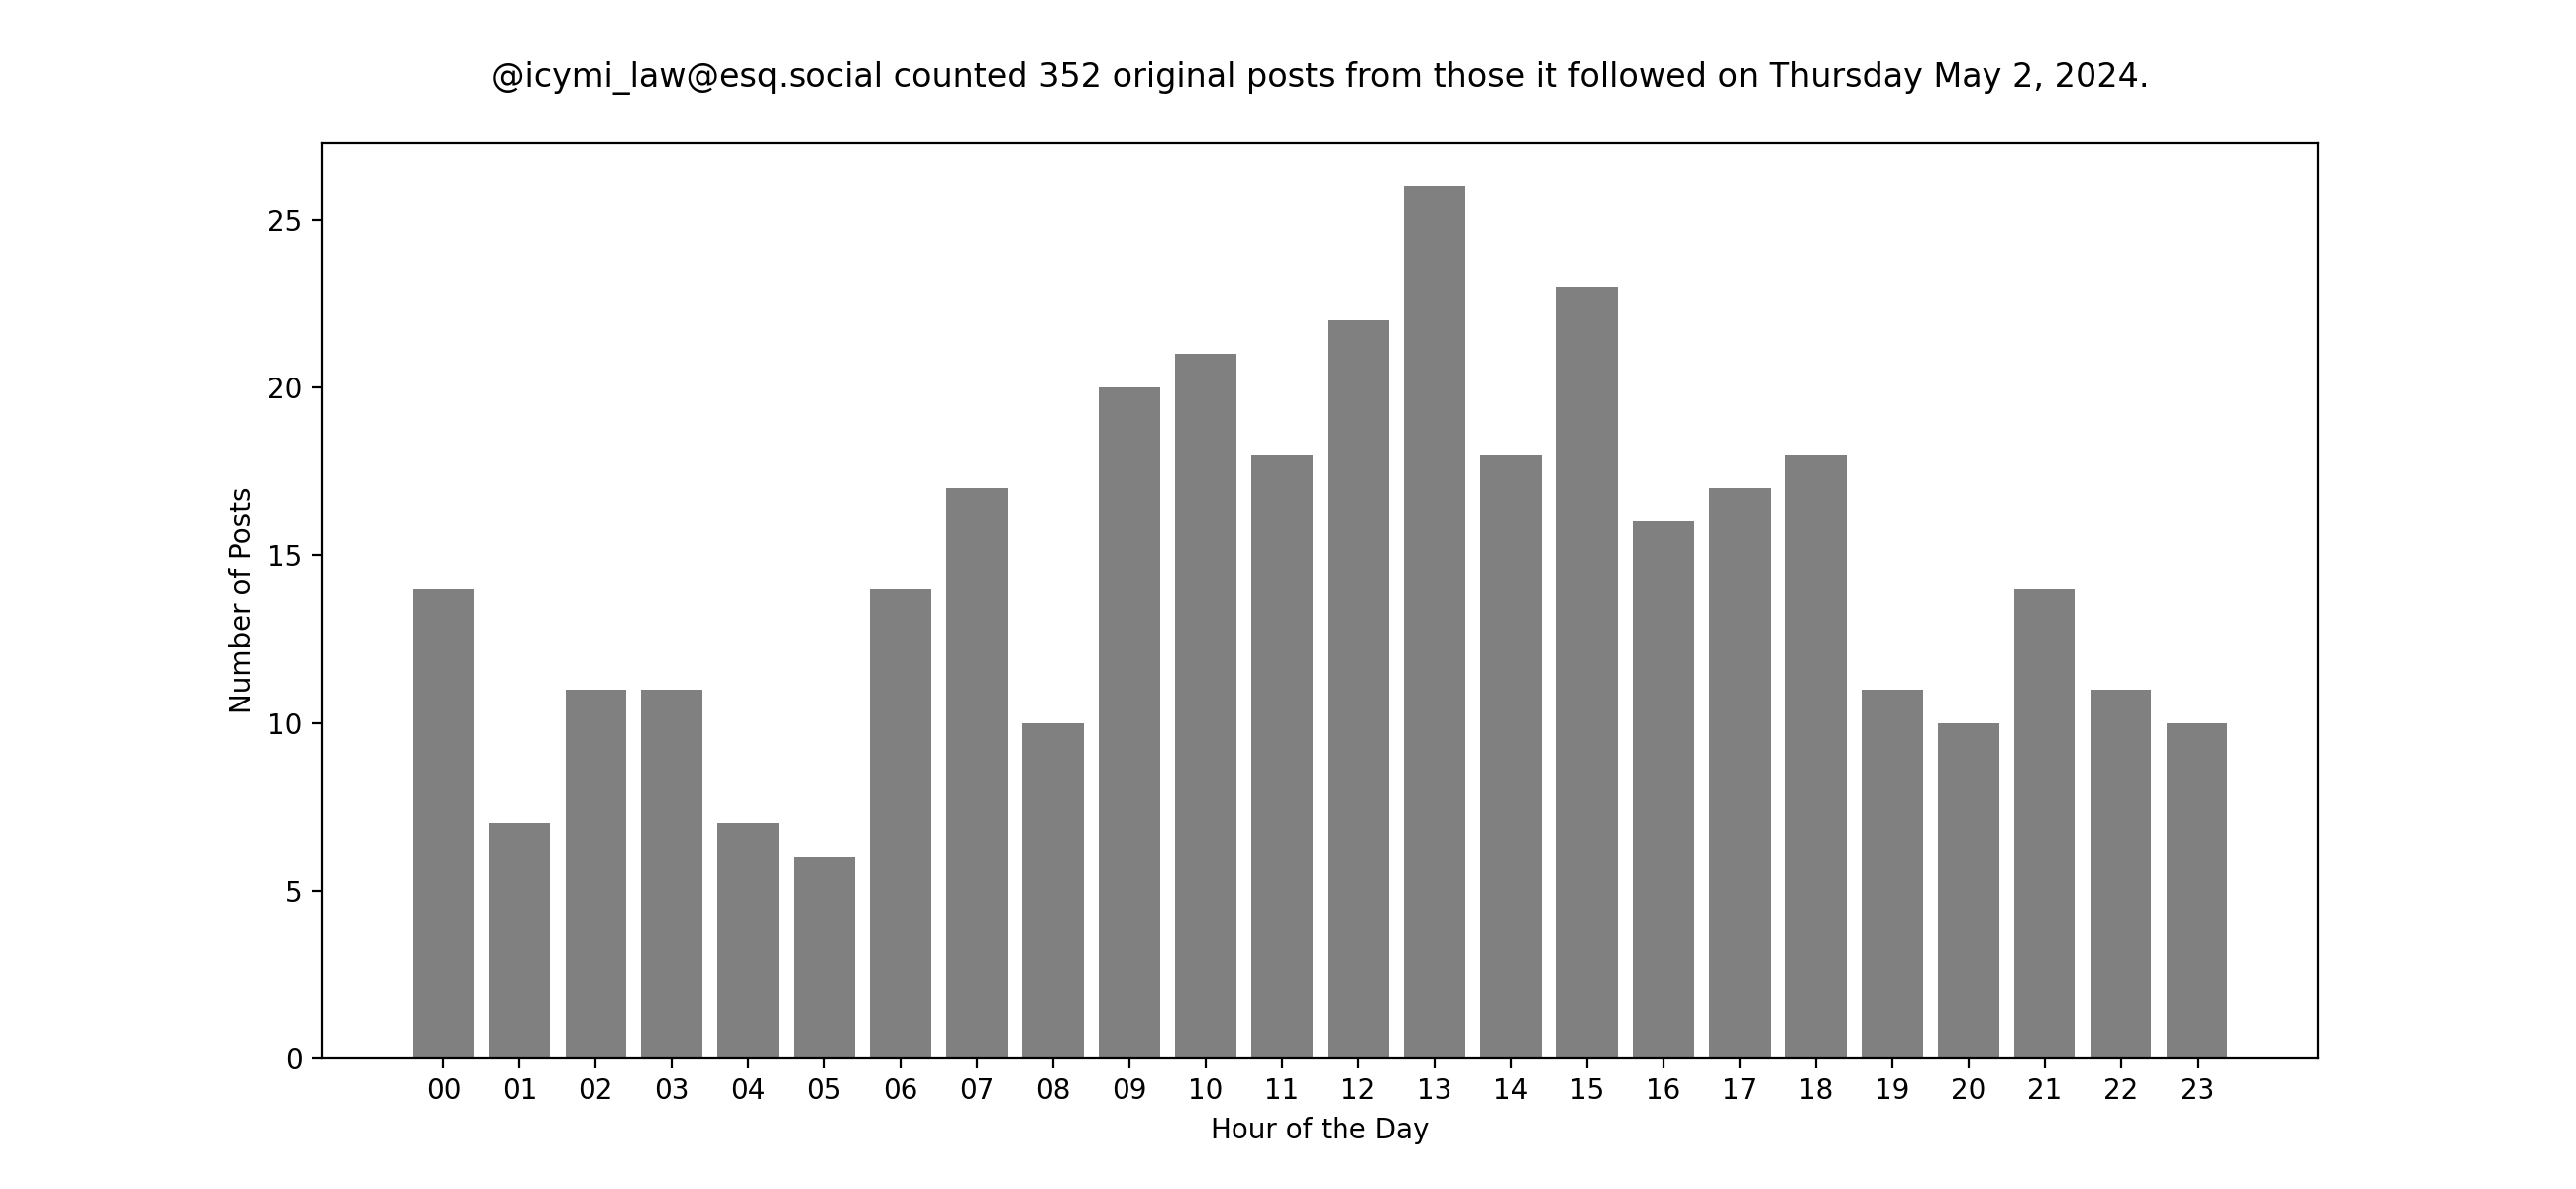 @icymi_law@esq.social counted 352 original posts from those it followed on Thursday May 2, 2024.
25
20
15
10
5
0
Number of Posts
00 01 02 03 04 05 06 07 08 09 10 11 12 13 14 15 16 17 18 19 20 21 22 23
Hour of the Day